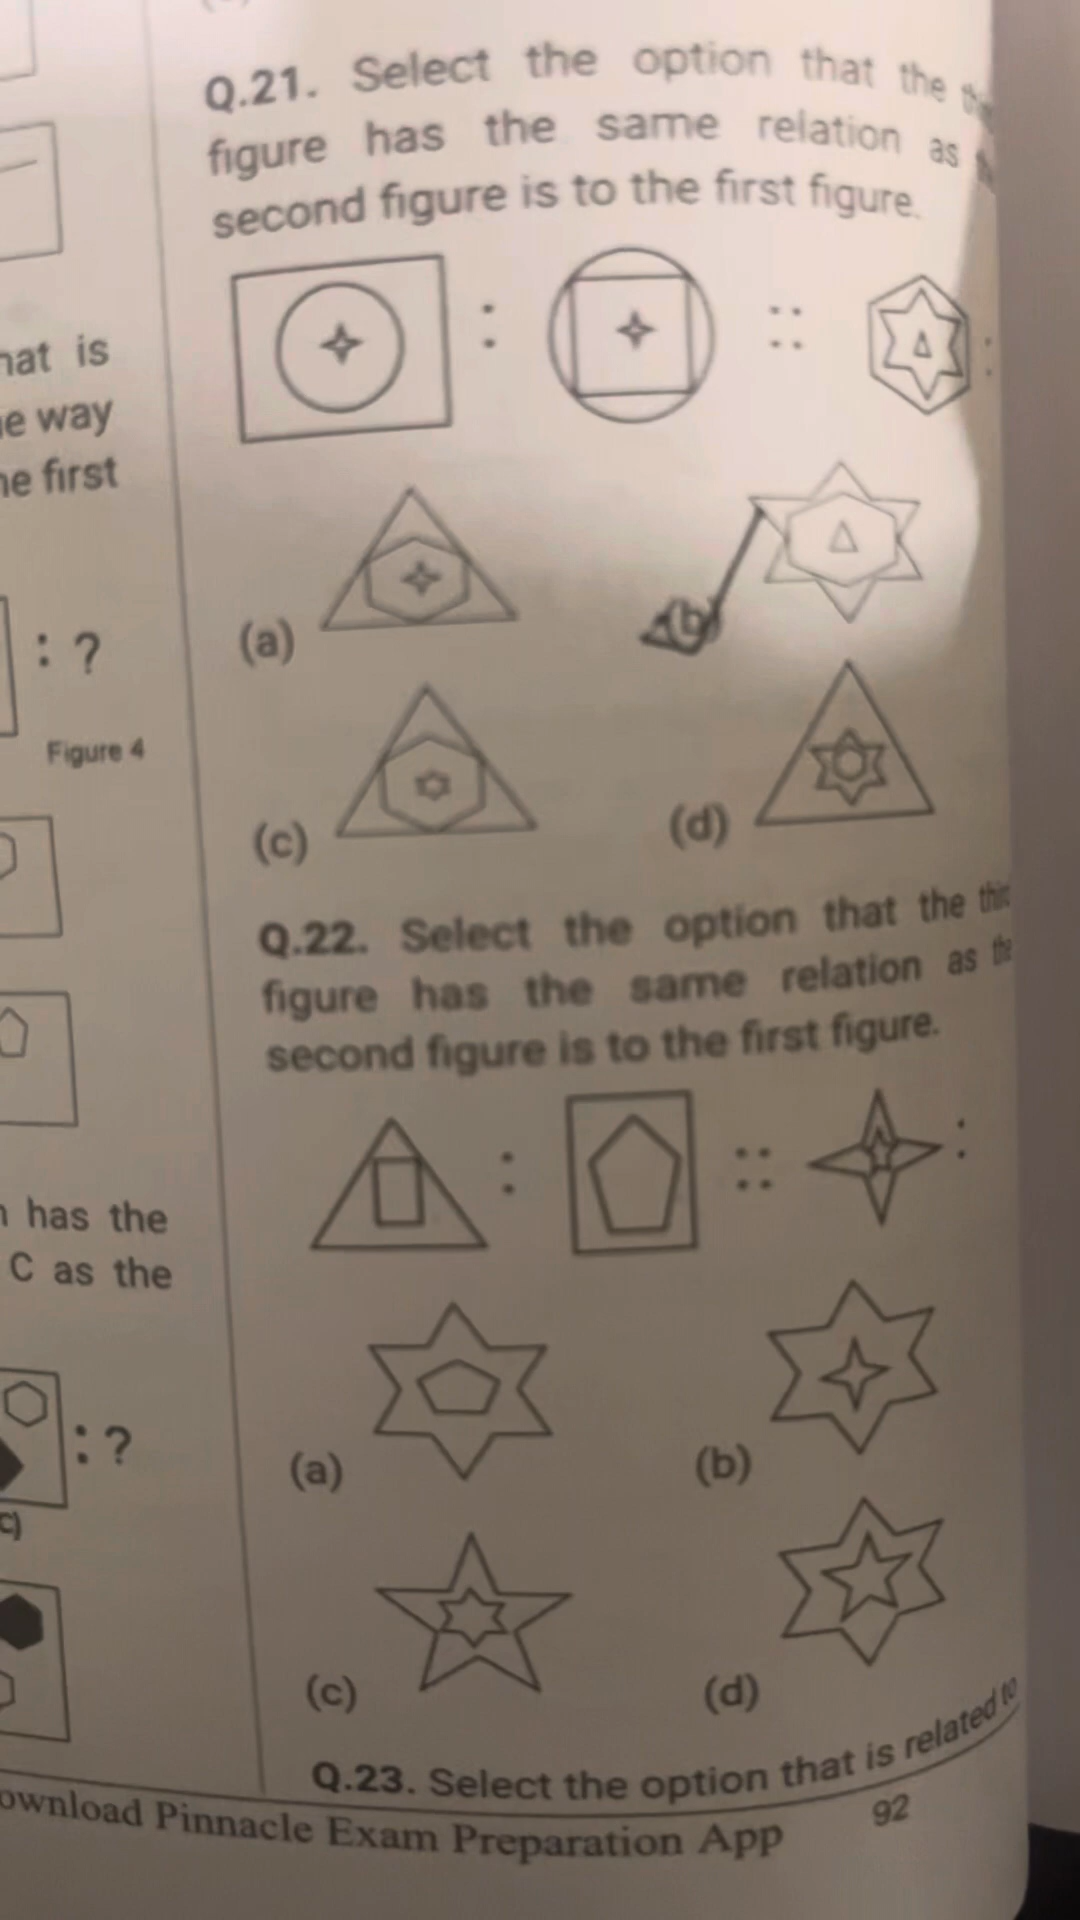 hat is
e way
he first
: ?
Figure 4
has the
C as the
: ?
c)
Q.21. Select the option that the
figure has the same relation as
second figure is to the first figure.
: :: :
(a)
(b)
(c)
(d)
Q.22. Select the option that the
figure has the same relation as the
second figure is to the first figure.
: :: :
(a)
(b)
(c)
(d)
Q.23. Select the option that is related to
ownload Pinnacle Exam Preparation App
92